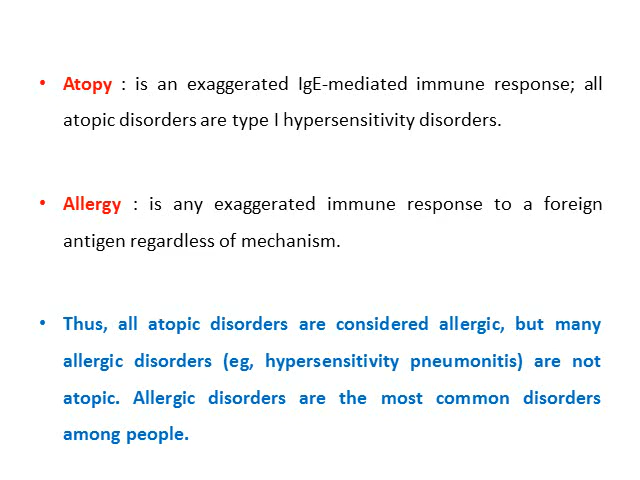 • Atopy : is an exaggerated IgE-mediated immune response; all
atopic disorders are type I hypersensitivity disorders.
• Allergy : is any exaggerated immune response to a foreign
antigen regardless of mechanism.
• Thus, all atopic disorders are considered allergic, but many
allergic disorders (eg, hypersensitivity pneumonitis) are not
atopic. Allergic disorders are the most common disorders
among people.